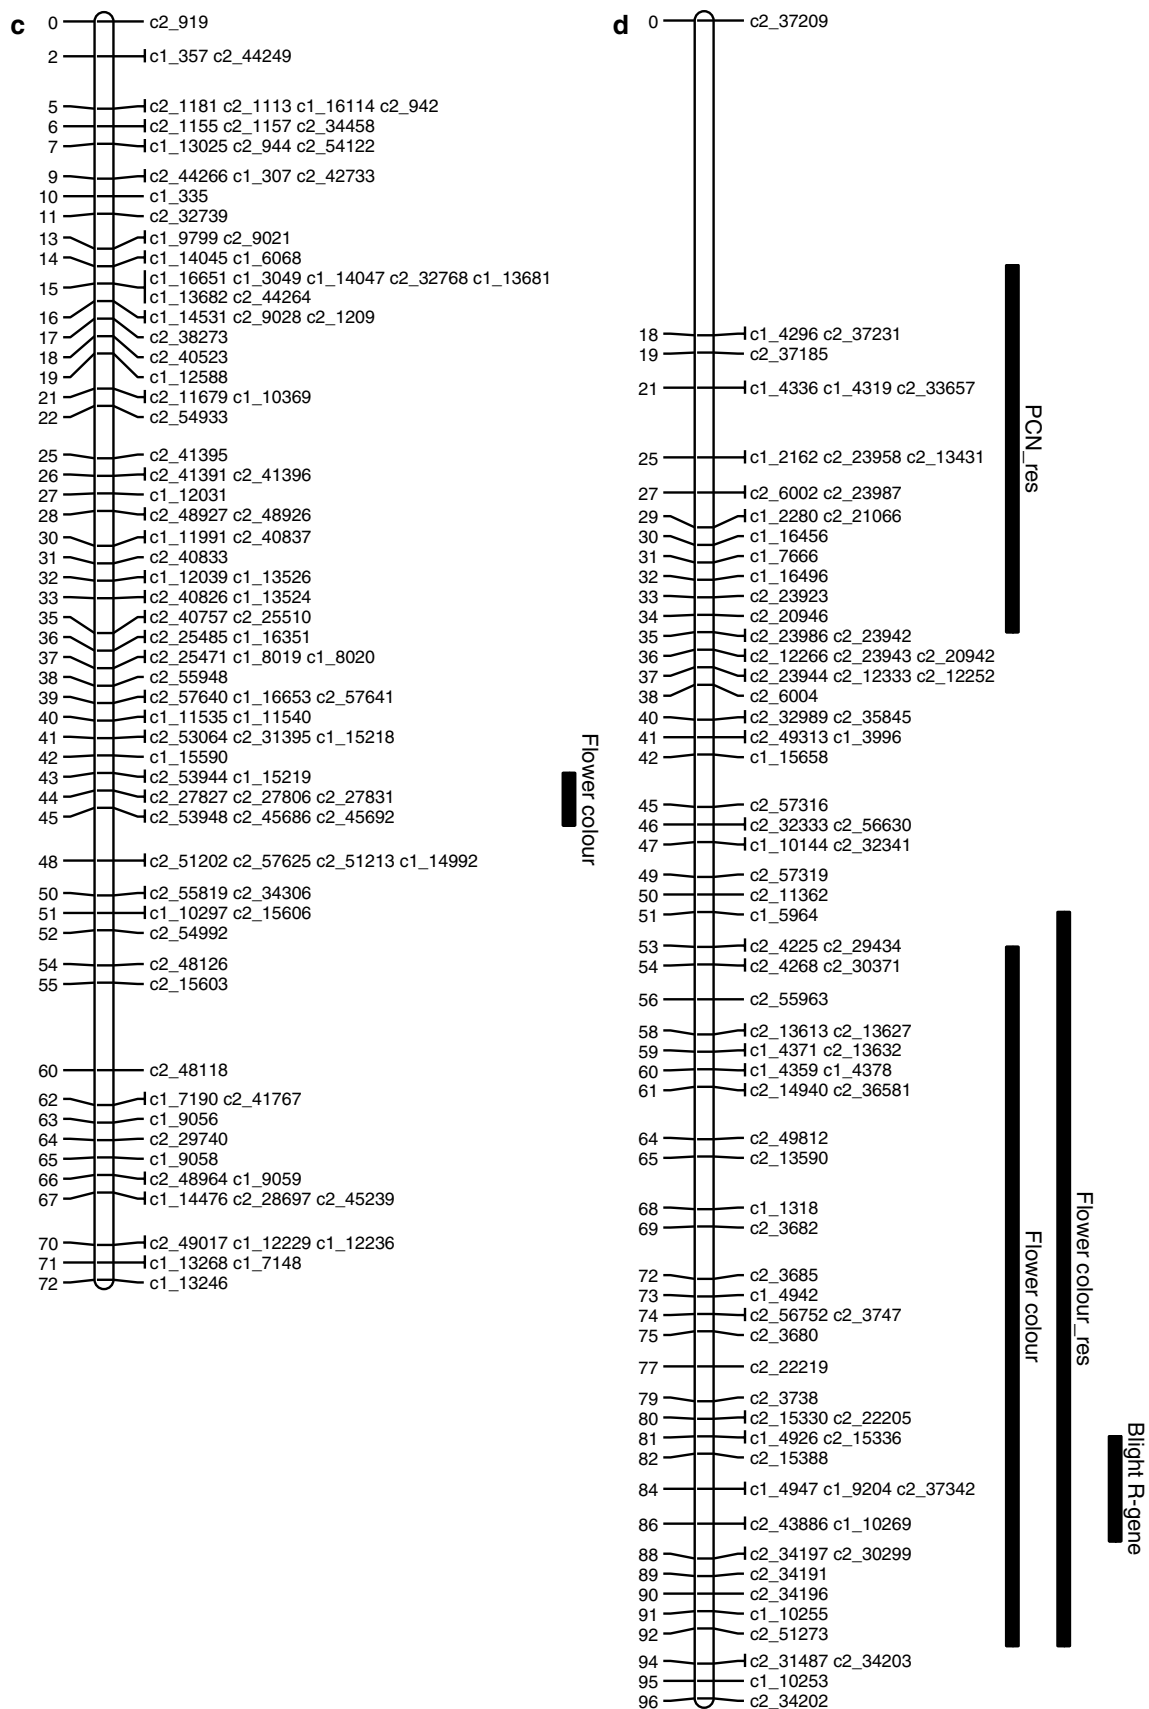 c
0 c2_919
2 c1_357 c2_44249
5 c2_1181 c2_1113 c1_16114 c2_942
6 c2_1155 c2_1157 c2_34458
7 c1_13025 c2_944 c2_54122
9 c2_44266 c1_307 c2_42733
10 c1_335
11 c2_32739
13 c1_9799 c2_9021
14 c1_14045 c1_6068
15 c1_16651 c1_3049 c1_14047 c2_32768 c1_13681
c1_13682 c2_44264
16 c1_14531 c2_9028 c2_1209
17 c2_38273
18 c2_40523
19 c1_12588
21 c2_11679 c1_10369
22 c2_54933
25 c2_41395
26 c2_41391 c2_41396
27 c1_12031
28 c2_48927 c2_48926
30 c1_11991 c2_40837
31 c2_40833
32 c1_12039 c1_13526
33 c2_40826 c1_13524
35 c2_40757 c2_25510
36 c2_25485 c1_16351
37 c2_25471 c1_8019 c1_8020
38 c2_55948
39 c2_57640 c1_16653 c2_57641
40 c1_11535 c1_11540
41 c2_53064 c2_31395 c1_15218
42 c1_15590
43 c2_53944 c1_15219
44 c2_27827 c2_27806 c2_27831
45 c2_53948 c2_45686 c2_45692
48 c2_51202 c2_57625 c2_51213 c1_14992
50 c2_55819 c2_34306
51 c1_10297 c2_15606
52 c2_54992
54 c2_48126
55 c2_15603
60 c2_48118
62 c1_7190 c2_41767
63 c1_9056
64 c2_29740
65 c1_9058
66 c2_48964 c1_9059
67 c1_14476 c2_28697 c2_45239
70 c2_49017 c1_12229 c1_12236
71 c1_13268 c1_7148
72 c1_13246
Flower colour
d
0 c2_37209
18 c1_4296 c2_37231
19 c2_37185
21 c1_4336 c1_4319 c2_33657
25 c1_2162 c2_23958 c2_13431
27 c2_6002 c2_23987
29 c1_2280 c2_21066
30 c1_16456
31 c1_7666
32 c1_16496
33 c2_23923
34 c2_20946
35 c2_23986 c2_23942
36 c2_12266 c2_23943 c2_20942
37 c2_23944 c2_12333 c2_12252
38 c2_6004
40 c2_32989 c2_35845
41 c2_49313 c1_3996
42 c1_15658
45 c2_57316
46 c2_32333 c2_56630
47 c1_10144 c2_32341
49 c2_57319
50 c2_11362
51 c1_5964
53 c2_4225 c2_29434
54 c2_4268 c2_30371
56 c2_55963
58 c2_13613 c2_13627
59 c1_4371 c2_13632
60 c1_4359 c1_4378
61 c2_14940 c2_36581
64 c2_49812
65 c2_13590
68 c1_1318
69 c2_3682
72 c2_3685
73 c1_4942
74 c2_56752 c2_3747
75 c2_3680
77 c2_22219
79 c2_3738
80 c2_15330 c2_22205
81 c1_4926 c2_15336
82 c2_15388
84 c1_4947 c1_9204 c2_37342
86 c2_43886 c1_10269
88 c2_34197 c2_30299
89 c2_34191
90 c2_34196
91 c1_10255
92 c2_51273
94 c2_31487 c2_34203
95 c1_10253
96 c2_34202
PCN_res
Flower colour
Flower colour_res
Blight R-gene